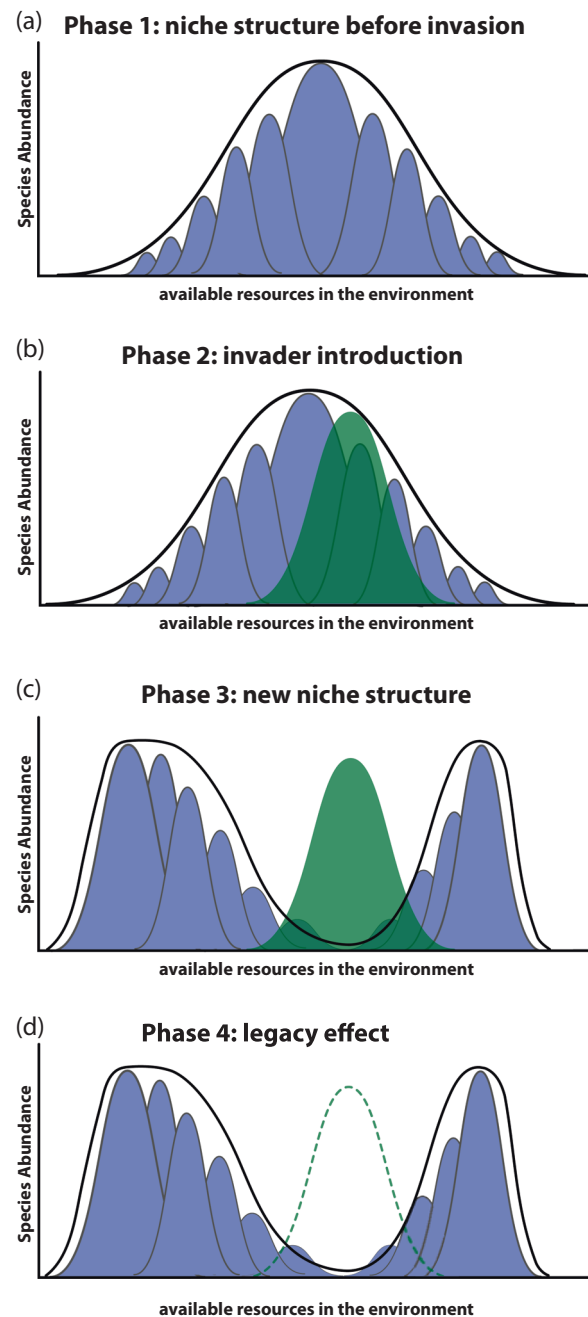 (a)
Phase 1: niche structure before invasion
Species Abundance
available resources in the environment
(b)
Phase 2: invader introduction
Species Abundance
available resources in the environment
(c)
Phase 3: new niche structure
Species Abundance
available resources in the environment
(d)
Phase 4: legacy effect
Species Abundance
available resources in the environment